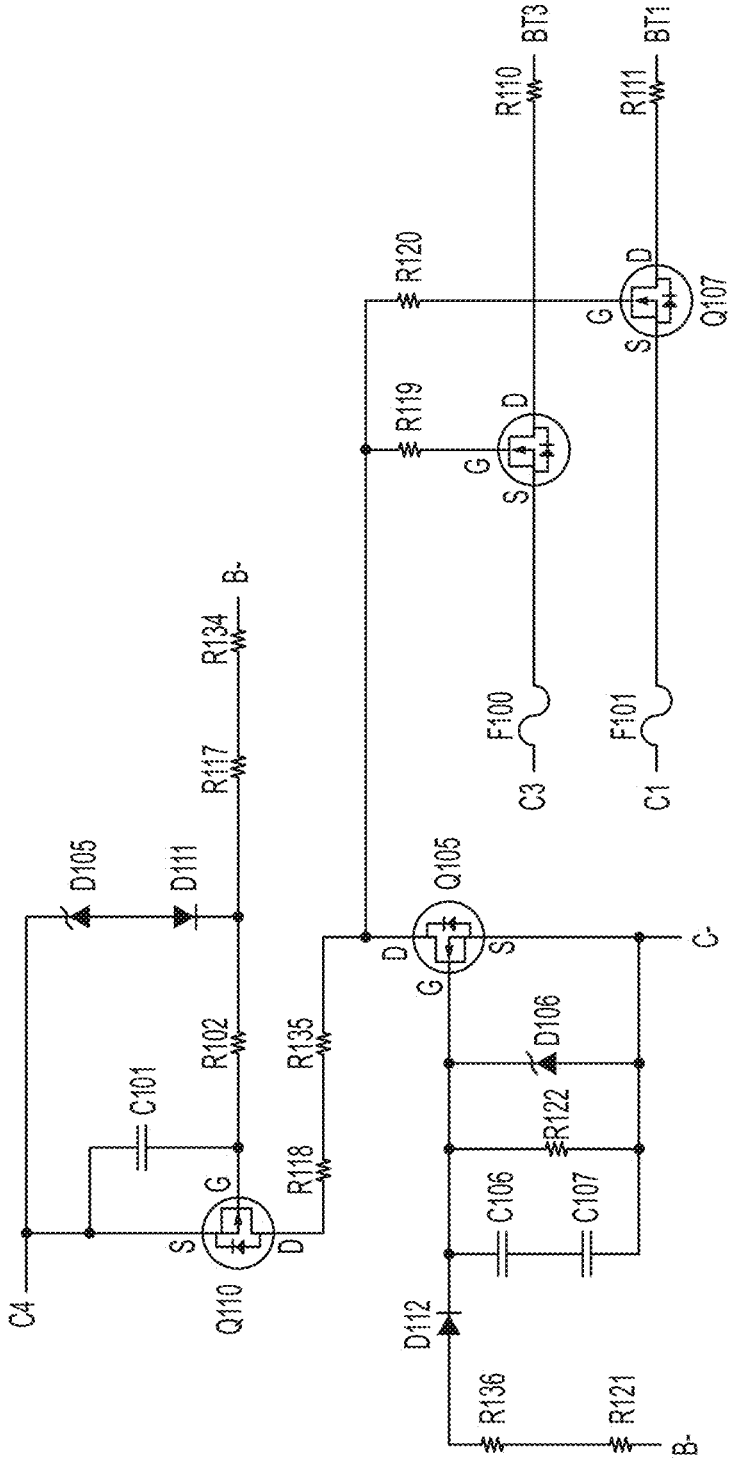 C4
S
Q110
G
D
C101
R102
D105
D111
R117
R134
B-
R118
R135
D
G
Q105
S
C-
D112
R136
R121
B-
C106
C107
R122
D106
R119
R120
G
S
D
G
S
D
Q107
C3
F100
R110
BT3
C1
F101
R111
BT1